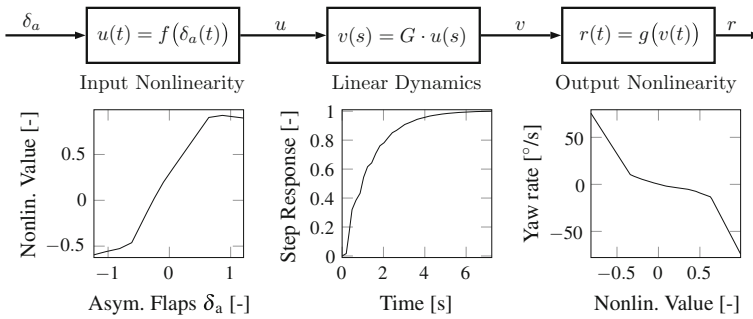 δₐ
u(t) = f(δₐ(t))
u
v(s) = G · u(s)
v
r(t) = g(v(t))
r
Input Nonlinearity
Linear Dynamics
Output Nonlinearity
Nonlin. Value [-]
0.5
0
−0.5
−1
0
1
Asym. Flaps δₐ [-]
Step Response [-]
1
0.8
0.6
0.4
0.2
0
0
2
4
6
Time [s]
Yaw rate [°/s]
50
0
−50
−0.5
0
0.5
Nonlin. Value [-]